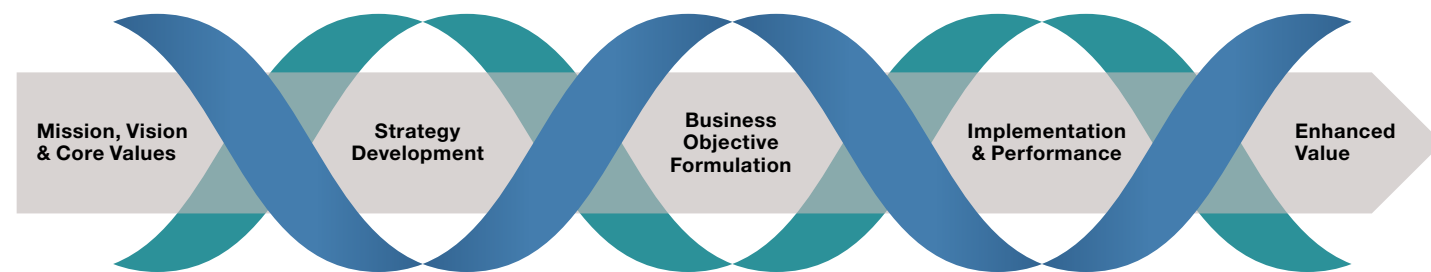 Mission, Vision
& Core Values
Strategy
Development
Business
Objective
Formulation
Implementation
& Performance
Enhanced
Value